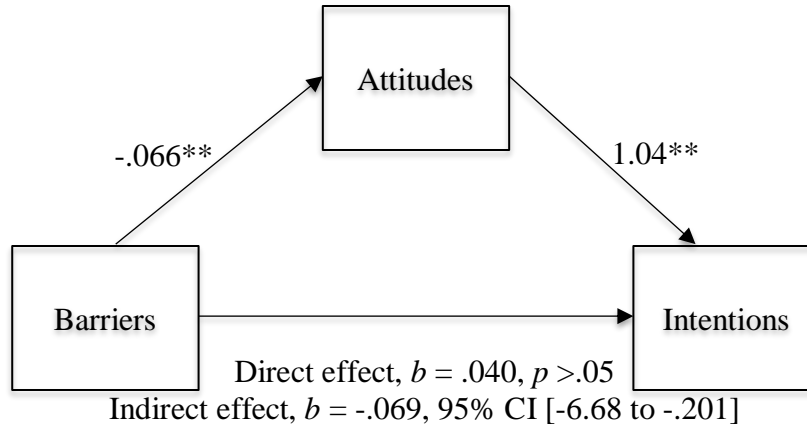 Attitudes
-.066**
1.04**
Barriers
Intentions
Direct effect, b = .040, p >.05
Indirect effect, b = -.069, 95% CI [-6.68 to -.201]